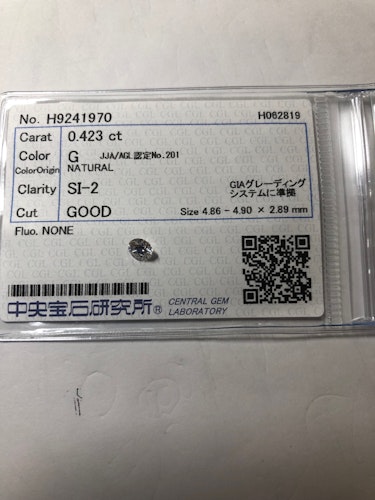 No. H9241970 H062819
Carat 0.423 ct
Color G JJA/AGL認定No.201
ColorOrigin NATURAL
Clarity SI-2 GIAグレーディング
システムに準拠
Cut GOOD Size 4.86 - 4.90 × 2.89 mm
Fluo. NONE
中央宝石研究所® CENTRAL GEM
LABORATORY